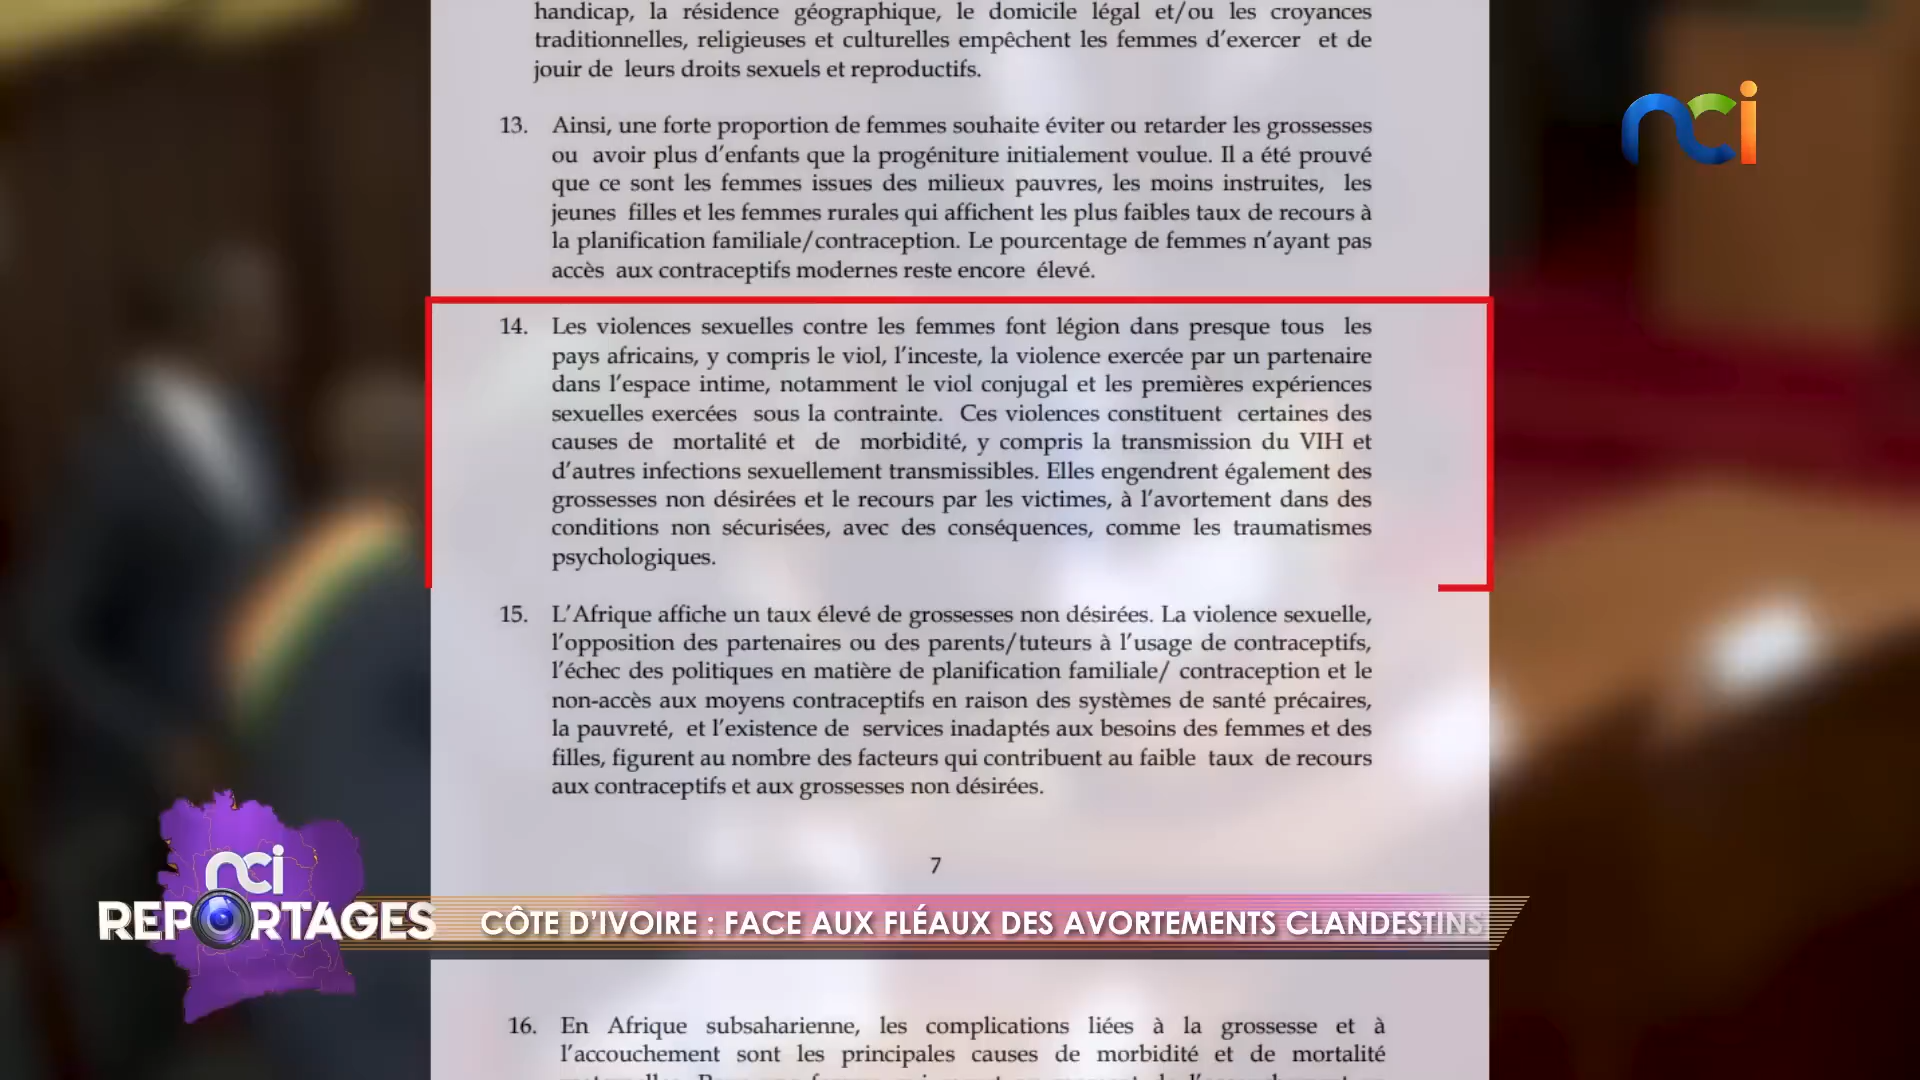 handicap, la résidence géographique, le domicile légal et/ou les croyances
traditionnelles, religieuses et culturelles empêchent les femmes d'exercer et de
jouir de leurs droits sexuels et reproductifs.
nci
13. Ainsi, une forte proportion de femmes souhaite éviter ou retarder les grossesses
ou avoir plus d'enfants que la progéniture initialement voulue. Il a été prouvé
que ce sont les femmes issues des milieux pauvres, les moins instruites, les
jeunes filles et les femmes rurales qui affichent les plus faibles taux de recours à
la planification familiale/contraception. Le pourcentage de femmes n'ayant pas
accès aux contraceptifs modernes reste encore élevé.
14. Les violences sexuelles contre les femmes font légion dans presque tous les
pays africains, y compris le viol, l'inceste, la violence exercée par un partenaire
dans l'espace intime, notamment le viol conjugal et les premières expériences
sexuelles exercées sous la contrainte. Ces violences constituent certaines des
causes de mortalité et de morbidité, y compris la transmission du VIH et
d'autres infections sexuellement transmissibles. Elles engendrent également des
grossesses non désirées et le recours par les victimes, à l'avortement dans des
conditions non sécurisées, avec des conséquences, comme les traumatismes
psychologiques.
15. L'Afrique affiche un taux élevé de grossesses non désirées. La violence sexuelle,
l'opposition des partenaires ou des parents/tuteurs à l'usage de contraceptifs,
l'échec des politiques en matière de planification familiale/ contraception et le
non-accès aux moyens contraceptifs en raison des systèmes de santé précaires,
la pauvreté, et l'existence de services inadaptés aux besoins des femmes et des
filles, figurent au nombre des facteurs qui contribuent au faible taux de recours
aux contraceptifs et aux grossesses non désirées.
7
nci
REPORTAGES
CÔTE D'IVOIRE : FACE AUX FLÉAUX DES AVORTEMENTS CLANDESTINS
16. En Afrique subsaharienne, les complications liées à la grossesse et à
l'accouchement sont les principales causes de morbidité et de mortalité